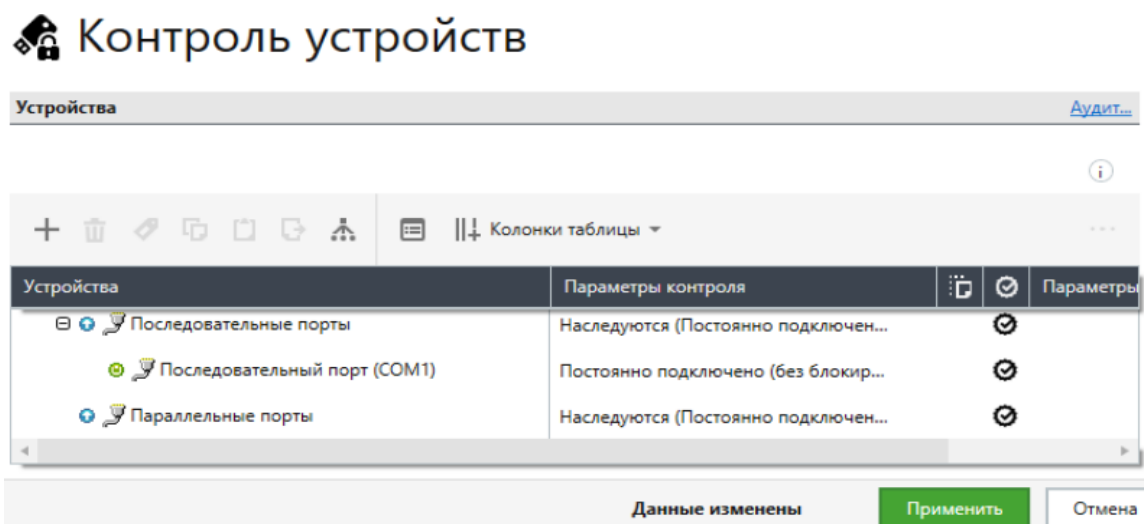 Контроль устройств
Устройства Аудит...
Колонки таблицы
Устройства Параметры контроля Параметры
Последовательные порты Наследуются (Постоянно подключен...
Последовательный порт (COM1) Постоянно подключено (без блокир...
Параллельные порты Наследуются (Постоянно подключен...
Данные изменены Применить Отмена